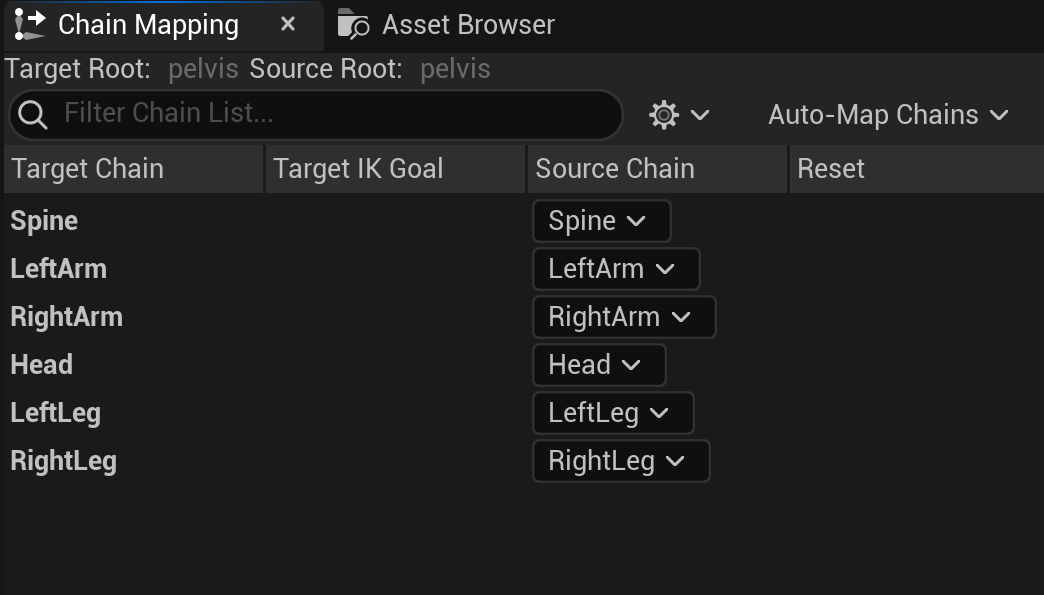 Chain Mapping × Asset Browser
Target Root: pelvis Source Root: pelvis
Filter Chain List... Auto-Map Chains
Target Chain Target IK Goal Source Chain Reset
Spine Spine
LeftArm LeftArm
RightArm RightArm
Head Head
LeftLeg LeftLeg
RightLeg RightLeg